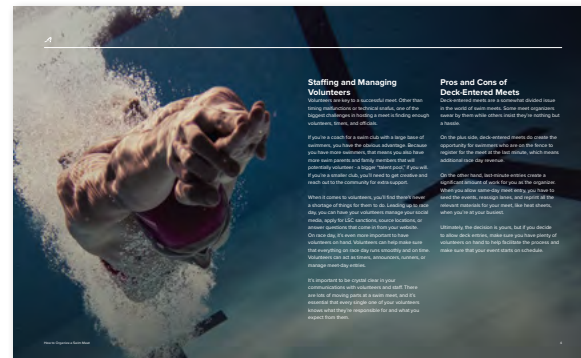 Staffing and Managing
Volunteers
Volunteers are key to a successful meet. Other than
timing malfunctions or technical snafus, one of the
biggest challenges in hosting a meet is finding enough
volunteers, timers, and officials.
If you're a coach for a swim club with a large base of
swimmers, you have the obvious advantage. Because
you have more swimmers, that means you also have
more swim parents and family members that will
potentially volunteer - a bigger "talent pool," if you will.
If you're a smaller club, you'll need to get creative and
reach out to the community for extra support.
When it comes to volunteers, you'll find there's never
a shortage of things for them to do. Leading up to race
day, you can have your volunteers manage your social
media, apply for LSC sanctions, source locations, or
answer questions that come in from your website.
On race day, it's even more important to have
volunteers on hand. Volunteers can help make sure
that everything on race day runs smoothly and on time.
Volunteers can act as timers, announcers, runners, or
manage meet-day entries.
It's important to be crystal clear in your
communications with volunteers and staff. There
are lots of moving parts at a swim meet, and it's
essential that every single one of your volunteers
knows what they're responsible for and what you
expect from them.
Pros and Cons of
Deck-Entered Meets
Deck-entered meets are a somewhat divided issue
in the world of swim meets. Some meet organizers
swear by them while others insist they're nothing but
a hassle.
On the plus side, deck-entered meets do create the
opportunity for swimmers who are on the fence to
register for the meet at the last minute, which means
additional race day revenue.
On the other hand, last-minute entries create a
significant amount of work for you as the organizer.
When you allow same-day meet entry, you have to
seed the events, reassign lanes, and reprint all the
relevant materials for your meet, like heat sheets,
when you're at your busiest.
Ultimately, the decision is yours, but if you decide
to allow deck entries, make sure you have plenty of
volunteers on hand to help facilitate the process and
make sure that your event starts on schedule.
How to Organize a Swim Meet